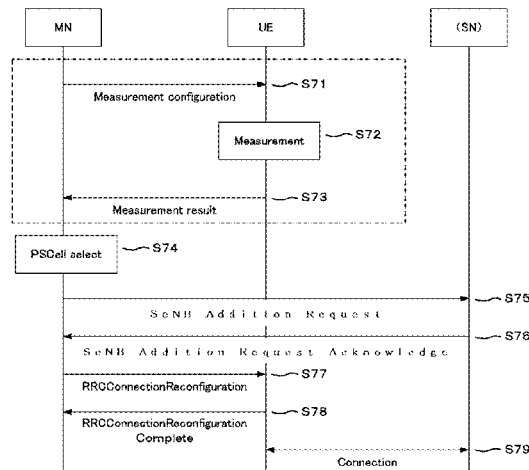 MN
UE
(SN)
S71
Measurement configuration
Measurement
S72
S73
Measurement result
PSCell select
S74
S75
SeNB Addition Request
S76
SeNB Addition Request Acknowledge
S77
RRCConnectionReconfiguration
S78
RRCConnectionReconfiguration
Complete
S79
Connection